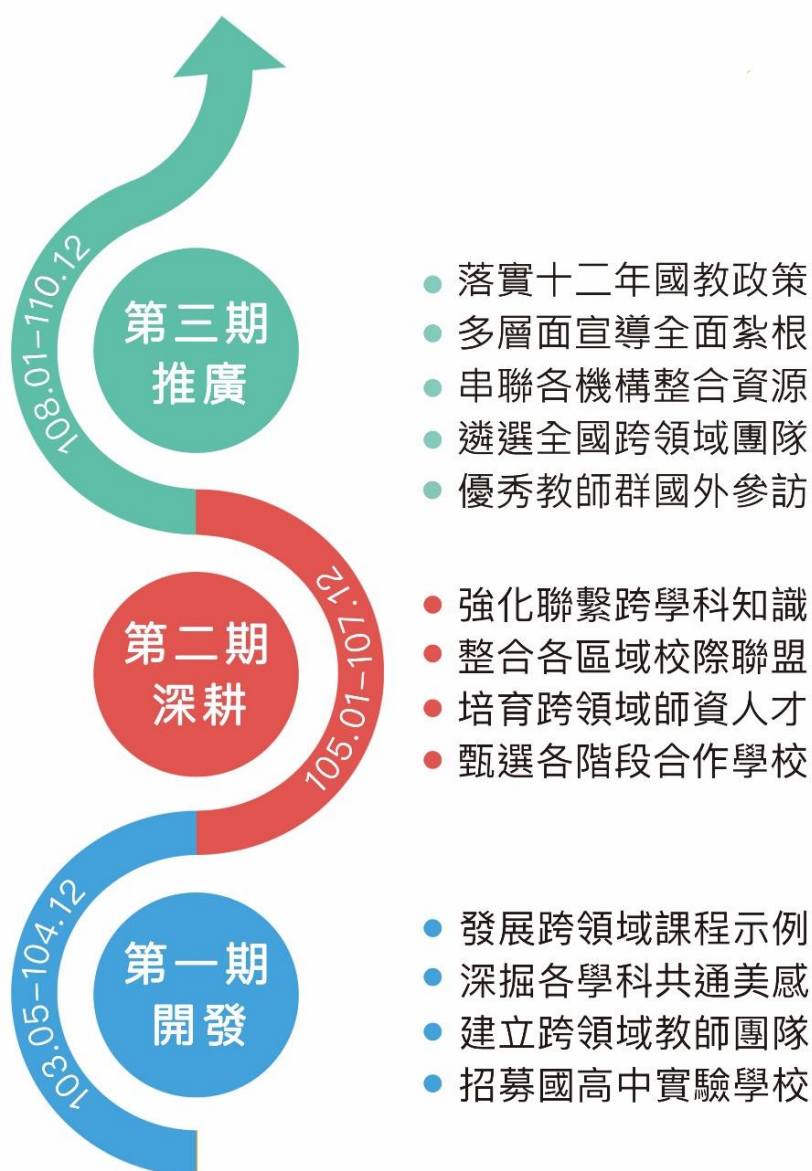 108.01–110.12
第三期
推廣
落實十二年國教政策
多層面宣導全面紮根
串聯各機構整合資源
遴選全國跨領域團隊
優秀教師群國外參訪
105.01–107.12
第二期
深耕
強化聯繫跨學科知識
整合各區域校際聯盟
培育跨領域師資人才
甄選各階段合作學校
103.05–104.12
第一期
開發
發展跨領域課程示例
深掘各學科共通美感
建立跨領域教師團隊
招募國高中實驗學校